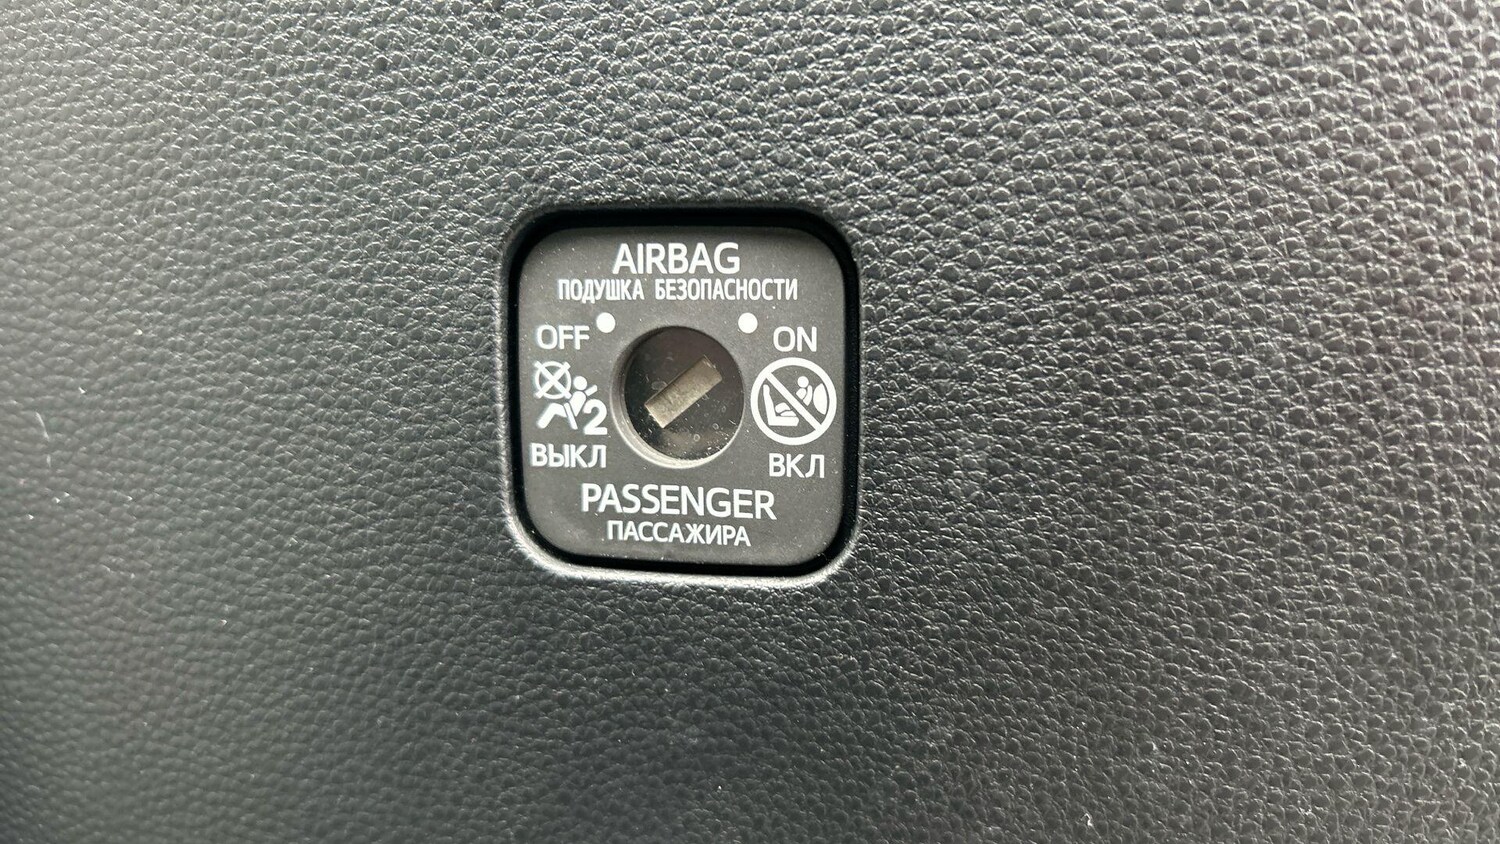 AIRBAG
ПОДУШКА БЕЗОПАСНОСТИ
OFF ON
2
ВЫКЛ ВКЛ
PASSENGER
ПАССАЖИРА